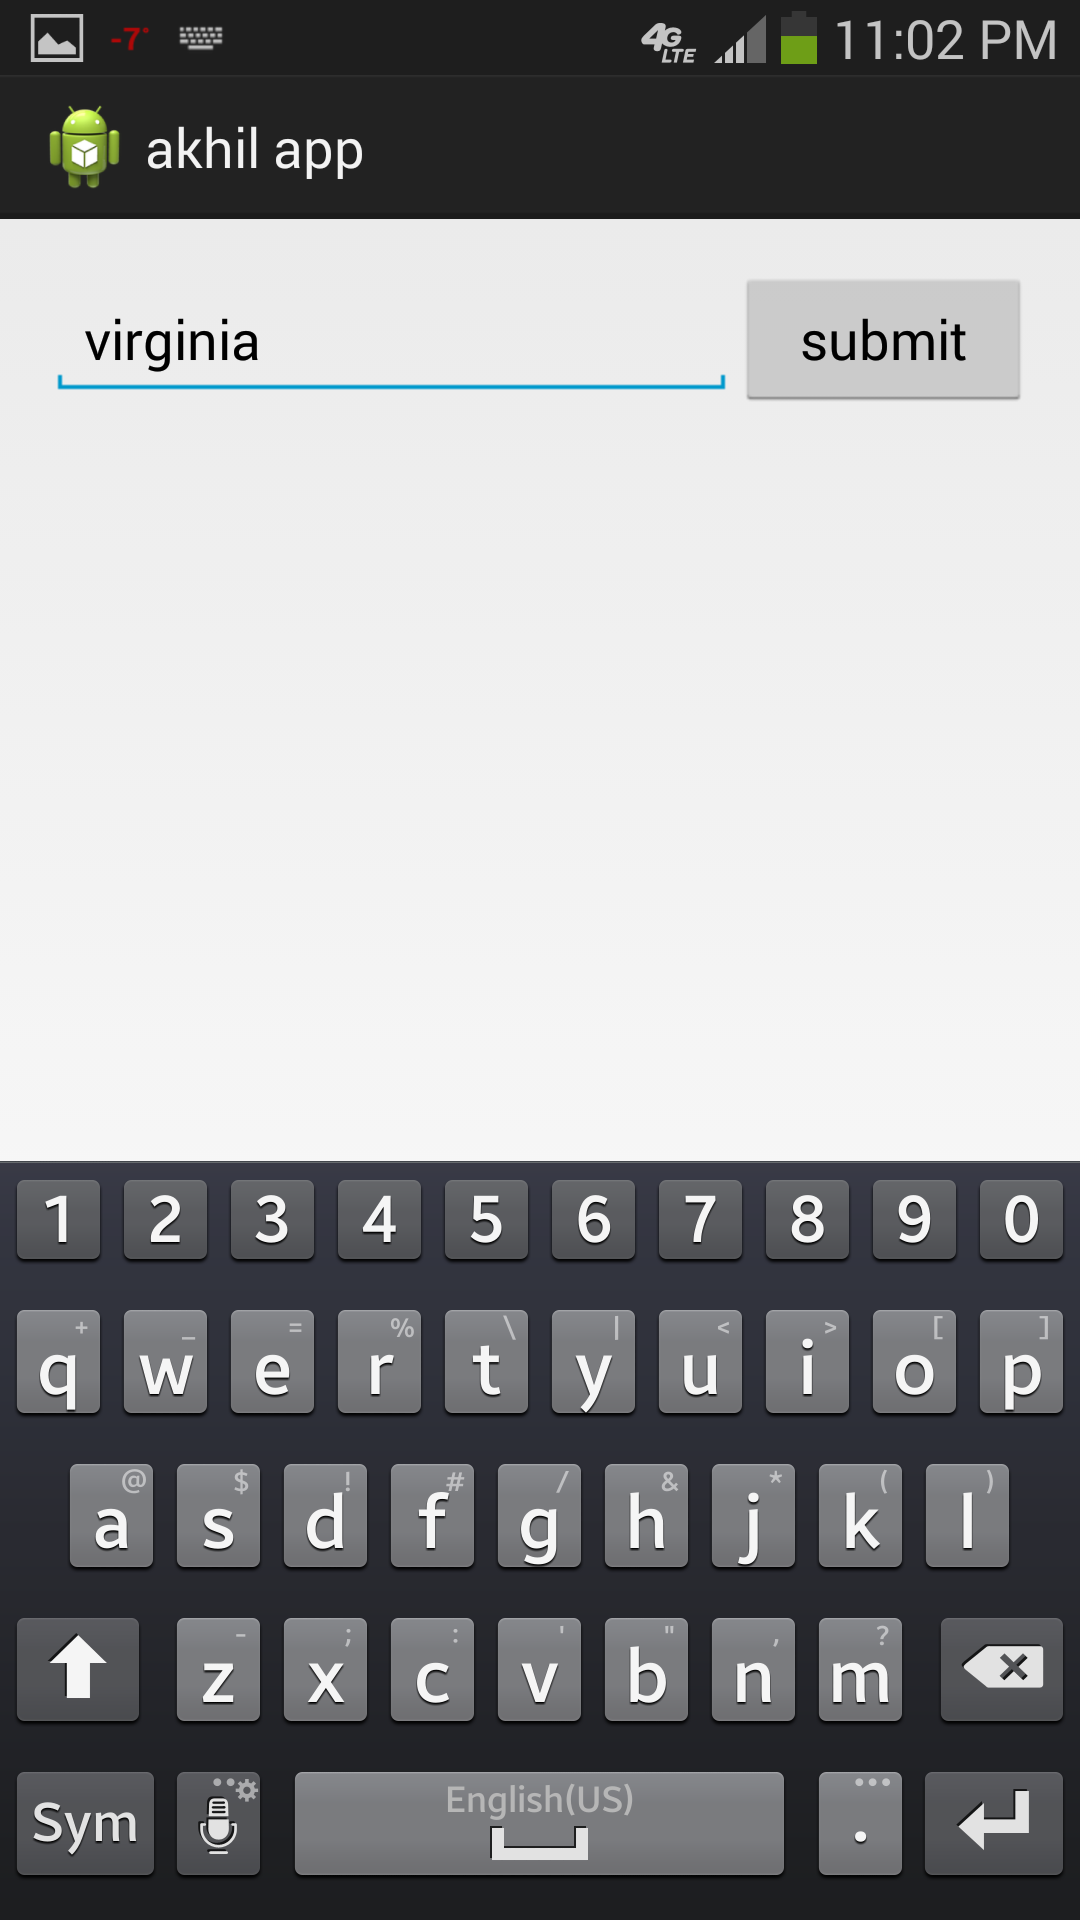 -7° 4G LTE 11:02 PM
akhil app
virginia submit
1 2 3 4 5 6 7 8 9 0
+ _ = % \ | < > [ ]
q w e r t y u i o p
@ $ ! # / & * ( )
a s d f g h j k l
- ; : ' " , ?
z x c v b n m
English(US)
Sym .